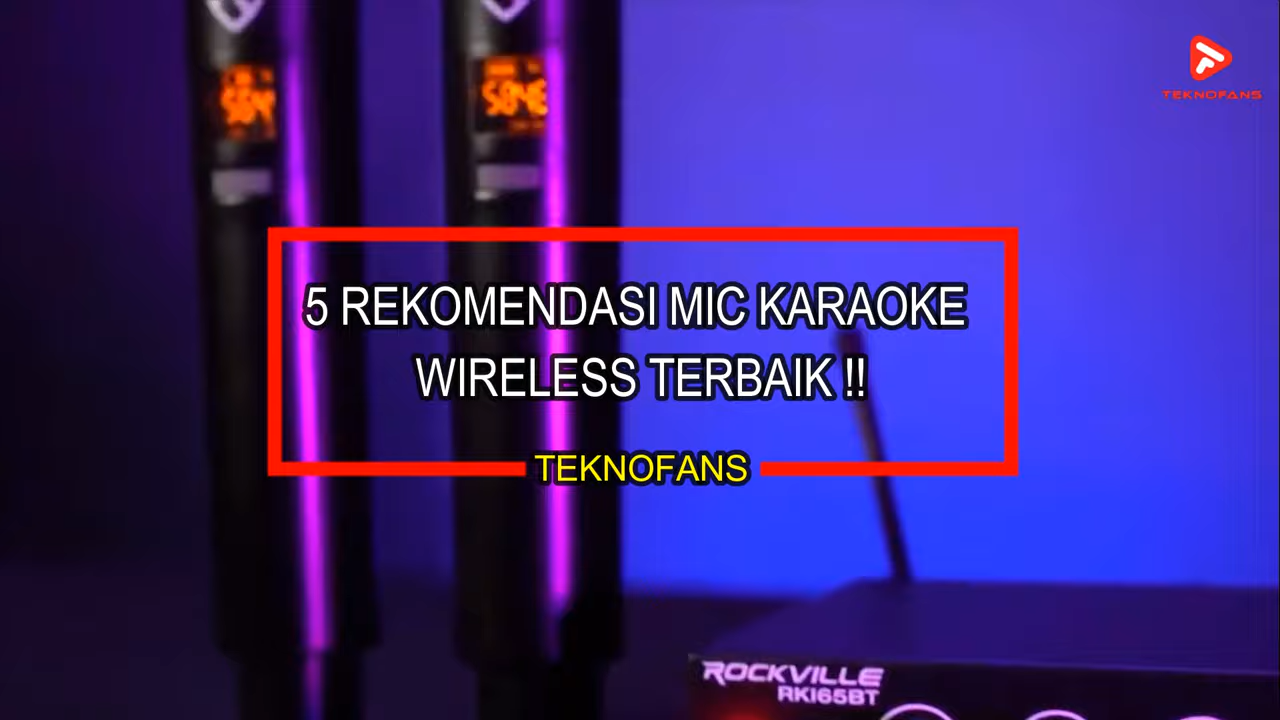 TEKNOFANS
5 REKOMENDASI MIC KARAOKE
WIRELESS TERBAIK !!
TEKNOFANS
ROCKVILLE
RKI65BT